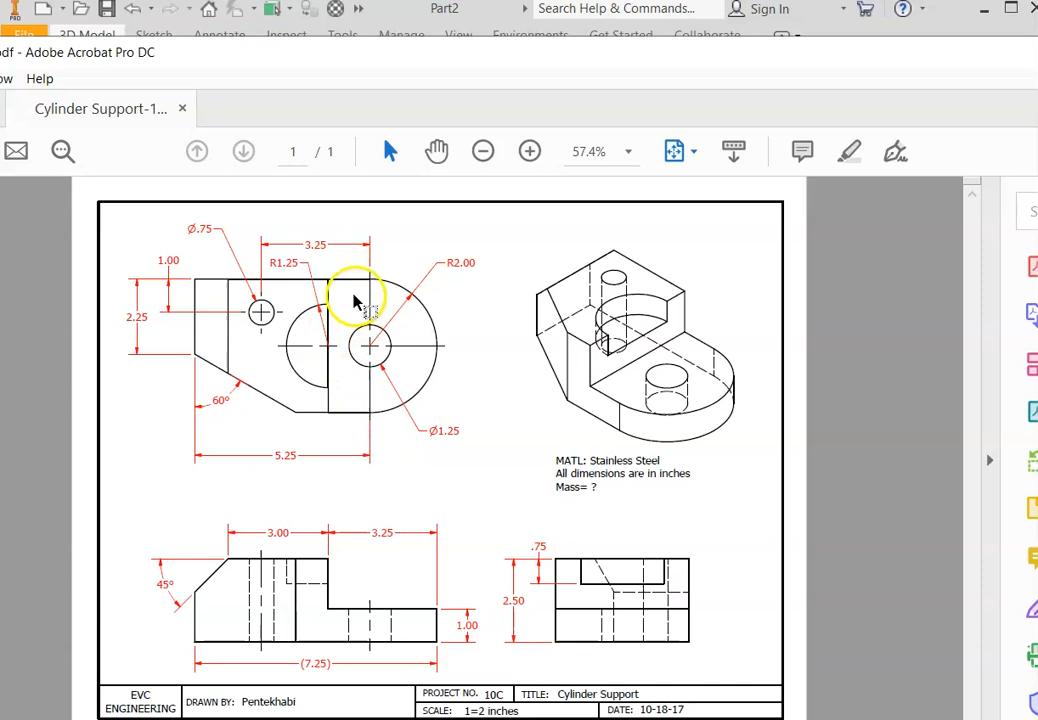 Part2
Search Help & Commands...
Sign In
PRO
File
3D Model
Sketch
Annotate
Inspect
Tools
Manage
View
Environments
Get Started
Collaborate
odf - Adobe Acrobat Pro DC
ow Help
Cylinder Support-1... ×
1 / 1
57.4%
Ø.75
3.25
1.00
R1.25
R2.00
2.25
60°
Ø1.25
5.25
MATL: Stainless Steel
All dimensions are in inches
Mass= ?
3.00
3.25
.75
45°
2.50
1.00
(7.25)
EVC
ENGINEERING
DRAWN BY: Pentekhabi
PROJECT NO. 10C
TITLE: Cylinder Support
SCALE: 1=2 inches
DATE: 10-18-17